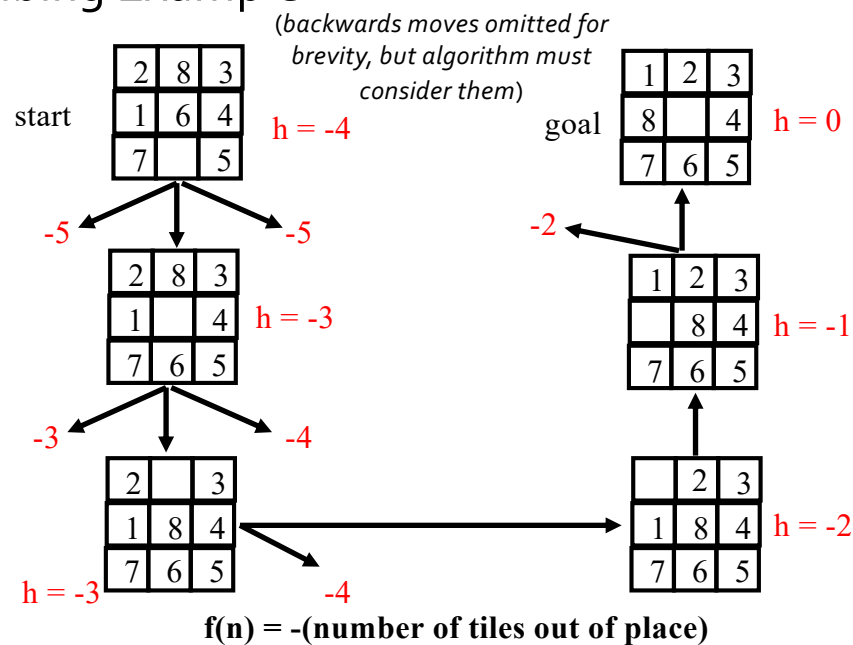 (backwards moves omitted for
brevity, but algorithm must
consider them)
start
2 8 3
1 6 4
7 5
h = -4
-5
-5
2 8 3
1 4
7 6 5
h = -3
-3
-4
2 3
1 8 4
7 6 5
h = -3
-4
goal
1 2 3
8 4
7 6 5
h = 0
-2
1 2 3
8 4
7 6 5
h = -1
2 3
1 8 4
7 6 5
h = -2
f(n) = -(number of tiles out of place)